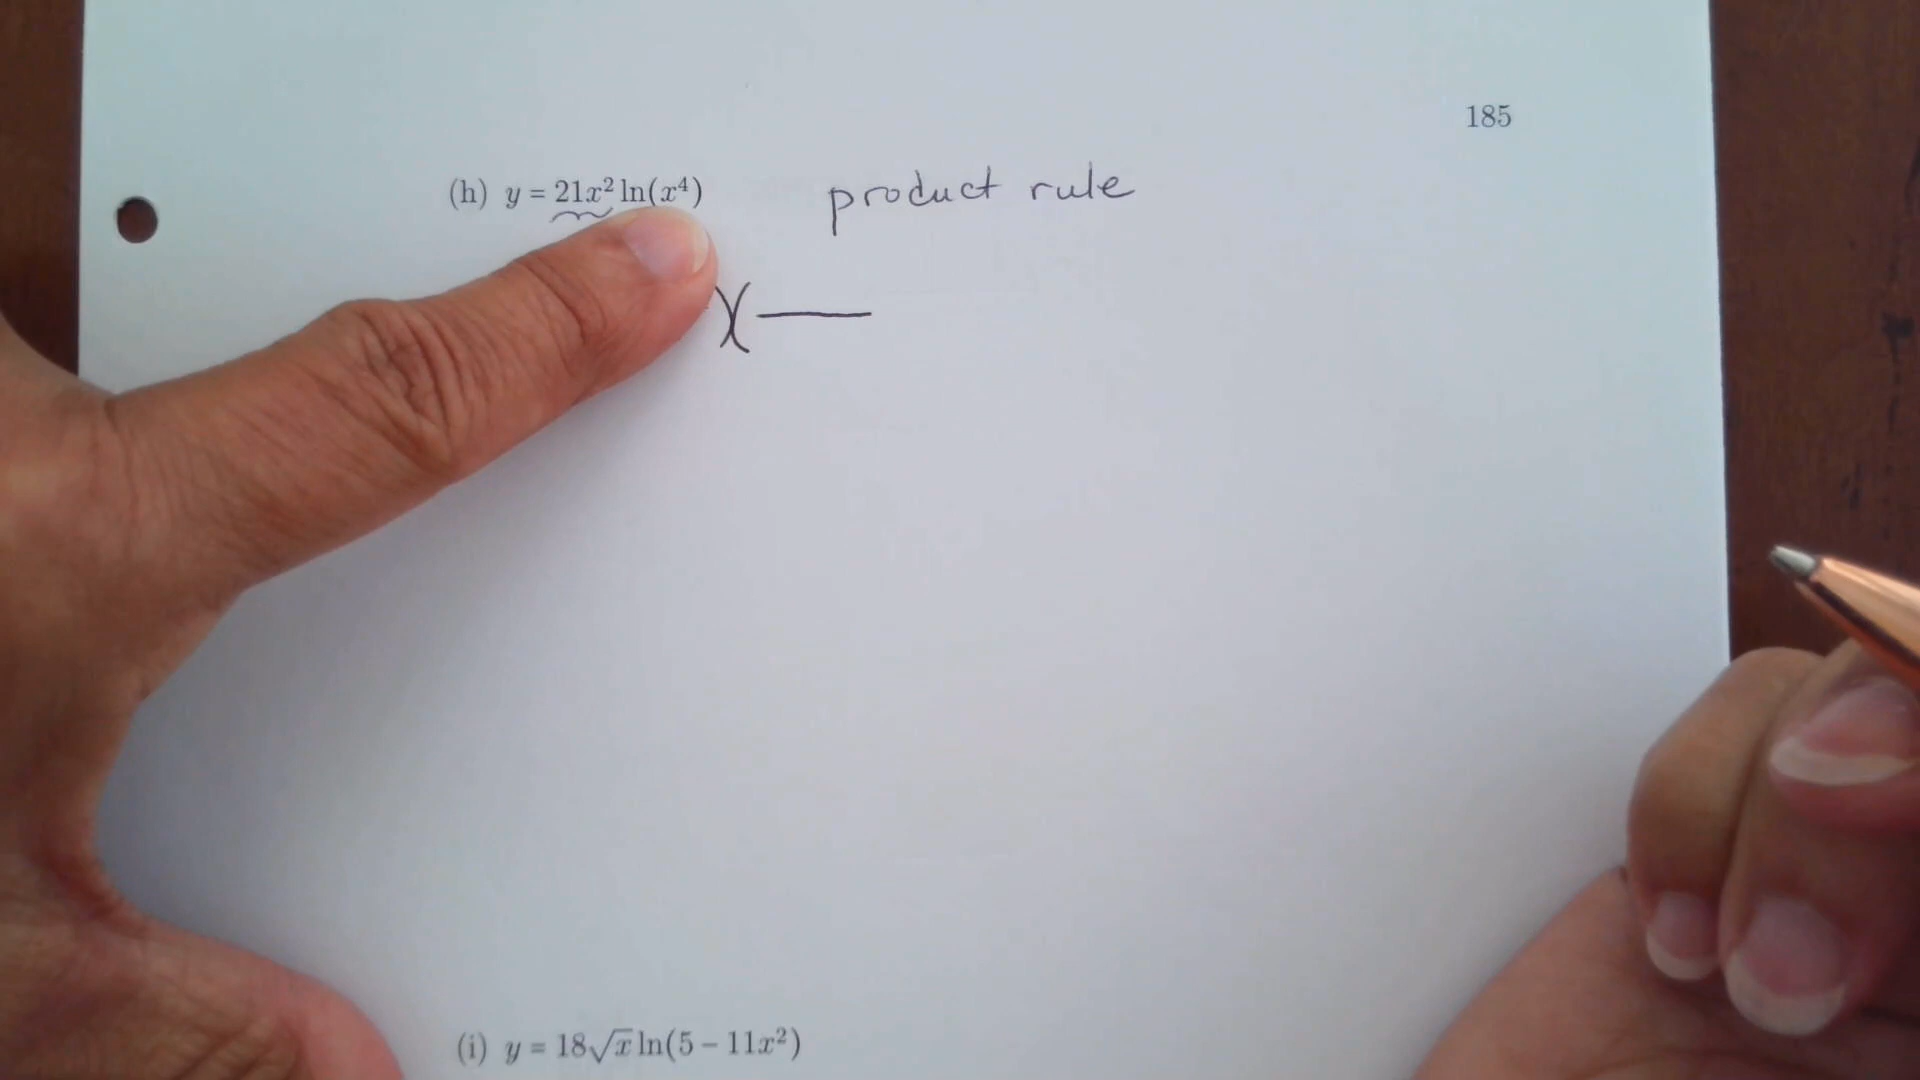 185
(h) y = 21x² ln(x⁴) product rule
)(—
(i) y = 18√x ln(5 − 11x²)